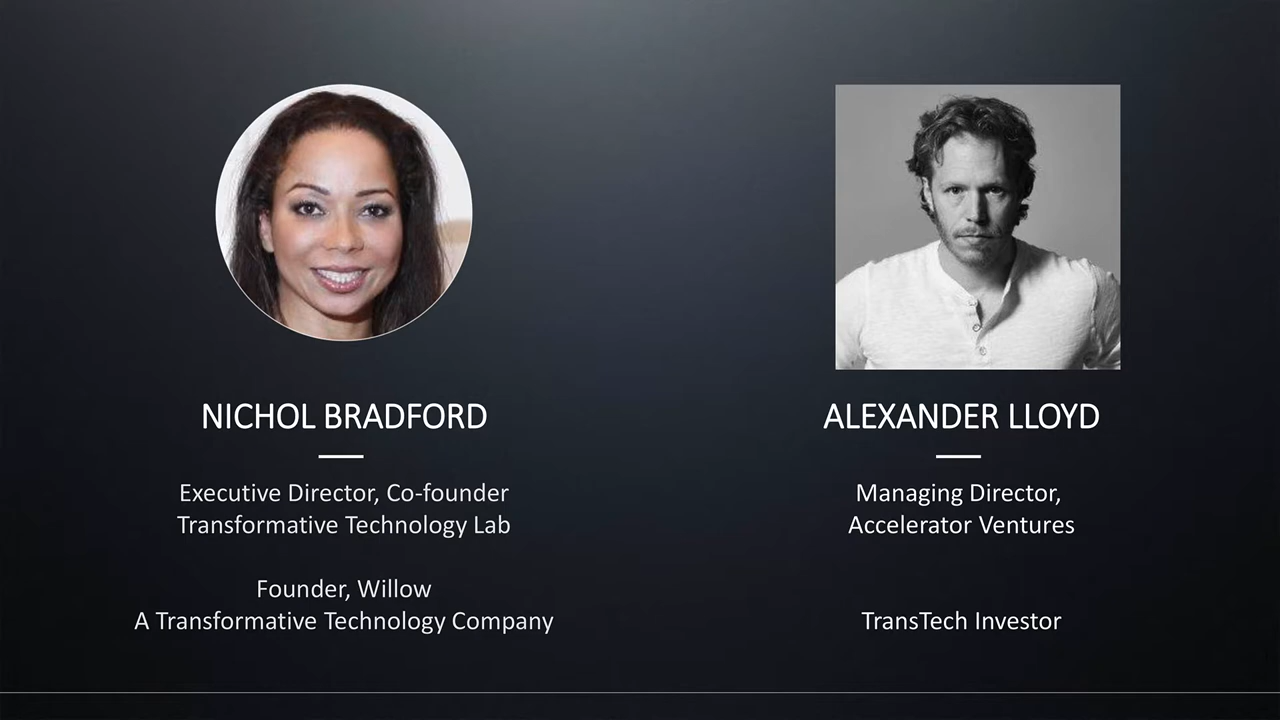 NICHOL BRADFORD
Executive Director, Co-founder
Transformative Technology Lab
Founder, Willow
A Transformative Technology Company
ALEXANDER LLOYD
Managing Director,
Accelerator Ventures
TransTech Investor